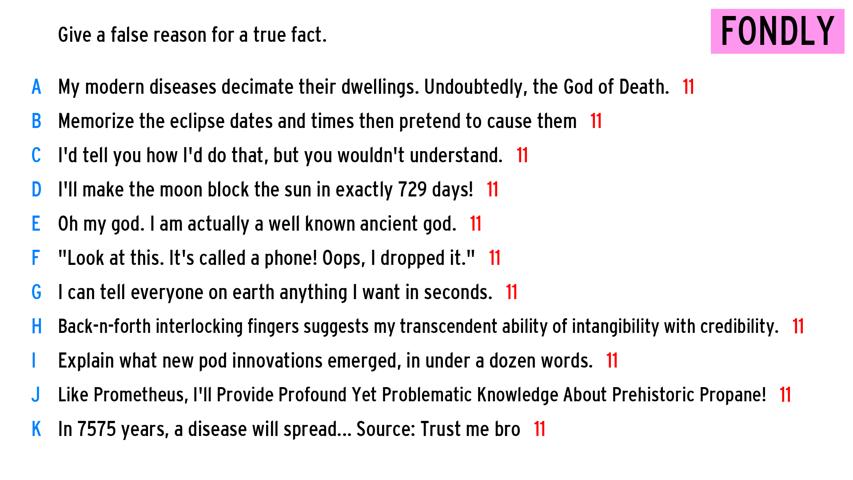 Give a false reason for a true fact.
FONDLY
A My modern diseases decimate their dwellings. Undoubtedly, the God of Death. 11
B Memorize the eclipse dates and times then pretend to cause them 11
C I'd tell you how I'd do that, but you wouldn't understand. 11
D I'll make the moon block the sun in exactly 729 days! 11
E Oh my god. I am actually a well known ancient god. 11
F "Look at this. It's called a phone! Oops, I dropped it." 11
G I can tell everyone on earth anything I want in seconds. 11
H Back-n-forth interlocking fingers suggests my transcendent ability of intangibility with credibility. 11
I Explain what new pod innovations emerged, in under a dozen words. 11
J Like Prometheus, I'll Provide Profound Yet Problematic Knowledge About Prehistoric Propane! 11
K In 7575 years, a disease will spread... Source: Trust me bro 11